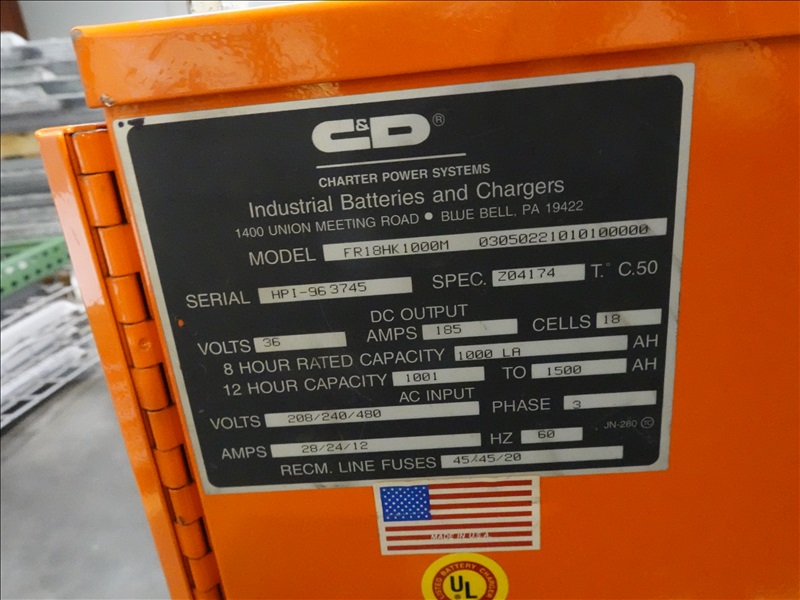 C&D®
CHARTER POWER SYSTEMS
Industrial Batteries and Chargers
1400 UNION MEETING ROAD ● BLUE BELL, PA 19422
MODEL FR18HK1000M 03050221010100000
SERIAL HPI-963745 SPEC. Z04174 T.° C.50
DC OUTPUT
VOLTS 36 AMPS 185 CELLS 18
8 HOUR RATED CAPACITY 1000 LA AH
12 HOUR CAPACITY 1001 TO 1500 AH
AC INPUT
VOLTS 208/240/480 PHASE 3
AMPS 28/24/12 HZ 60 JN-280
RECM. LINE FUSES 45/45/20
MADE IN U.S.A.
BATTERY CHARGER
UL